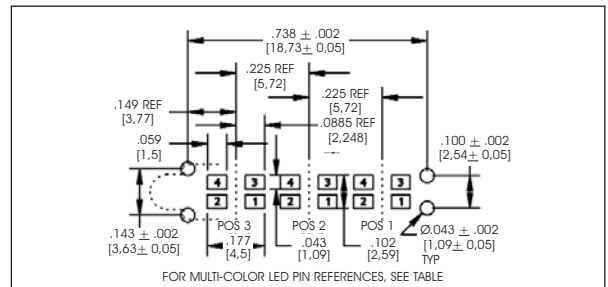 .738 ± .002
[18,73± 0,05]
.225 REF
[5,72]
.225 REF
[5,72]
.149 REF
[3,77]
.0885 REF
[2,248]
.059
[1,5]
.100 ± .002
[2,54± 0,05]
4 3 4 3 4 3
2 1 2 1 2 1
POS 3 POS 2 POS 1
.143 ± .002
[3,63± 0,05]
.177
[4,5]
.043
[1,09]
.102
[2,59]
Ø.043 ± .002
[1,09± 0,05]
TYP
FOR MULTI-COLOR LED PIN REFERENCES, SEE TABLE